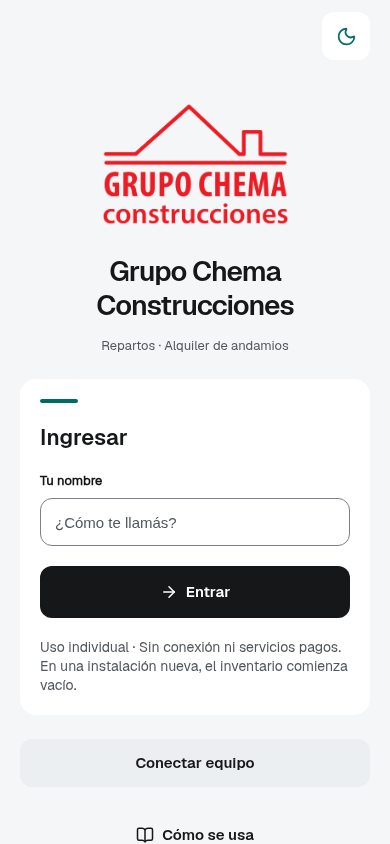 GRUPO CHEMA
construcciones
Grupo Chema
Construcciones
Repartos · Alquiler de andamios
Ingresar
Tu nombre
¿Cómo te llamás?
Entrar
Uso individual · Sin conexión ni servicios pagos.
En una instalación nueva, el inventario comienza
vacío.
Conectar equipo
Cómo se usa